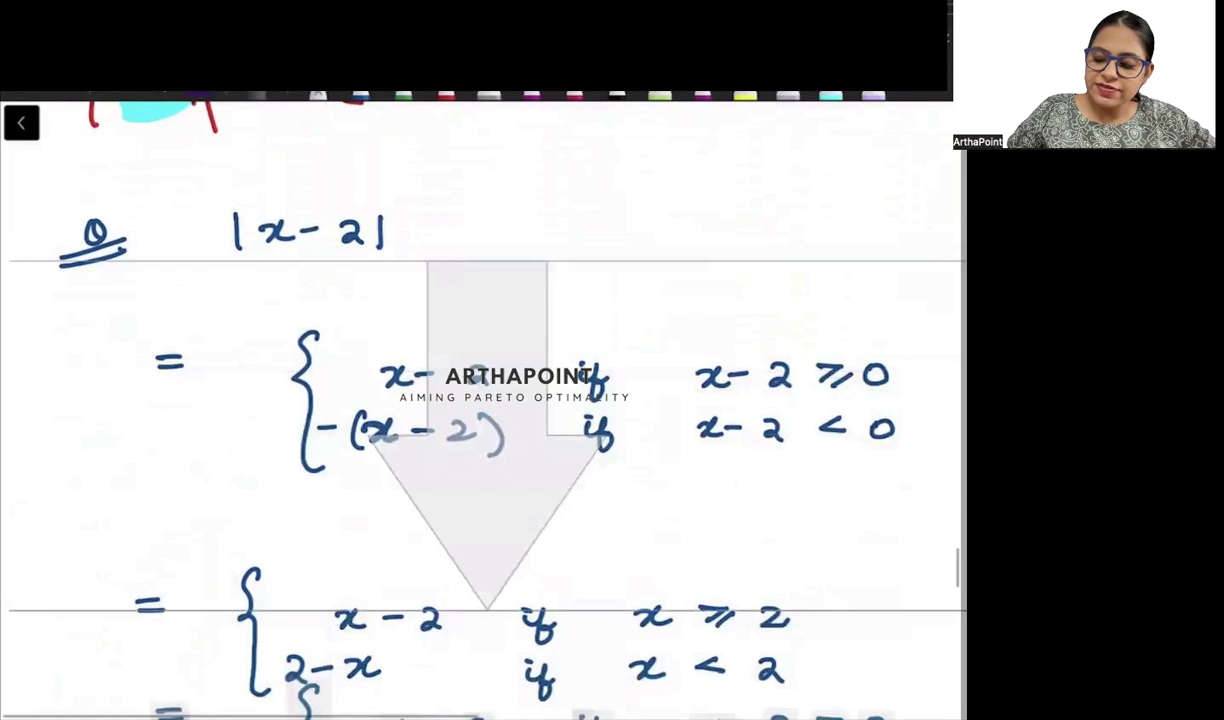 ArthaPoint
Q |x-2|
= { x-2 if x-2 ≥ 0
-(x-2) if x-2 < 0
ARTHAPOINT
AIMING PARETO OPTIMALITY
= { x-2 if x ≥ 2
2-x if x < 2